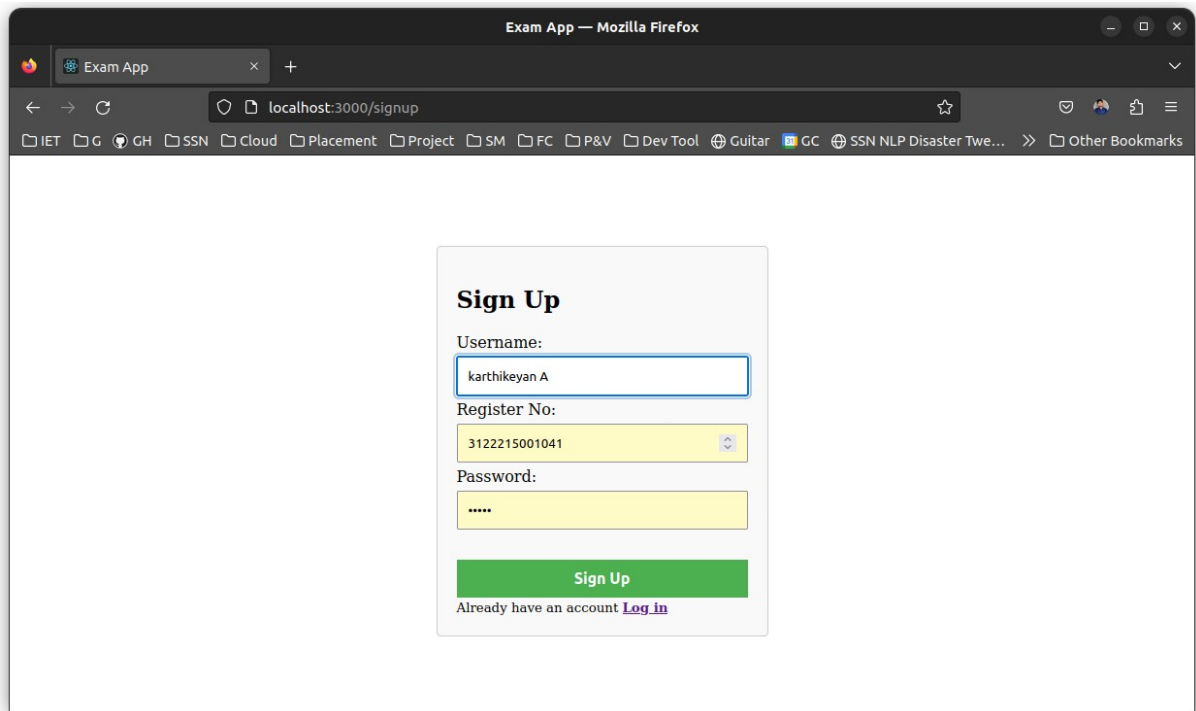 Exam App — Mozilla Firefox
Exam App
localhost:3000/signup
IET G GH SSN Cloud Placement Project SM FC P&V Dev Tool Guitar GC SSN NLP Disaster Twe... Other Bookmarks
Sign Up
Username:
karthikeyan A
Register No:
3122215001041
Password:
•••••
Sign Up
Already have an account Log in